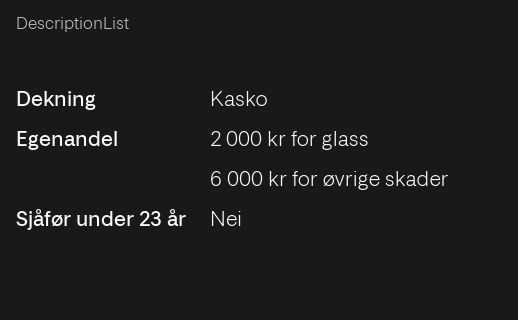 DescriptionList
Dekning Kasko
Egenandel 2 000 kr for glass
6 000 kr for øvrige skader
Sjåfør under 23 år Nei